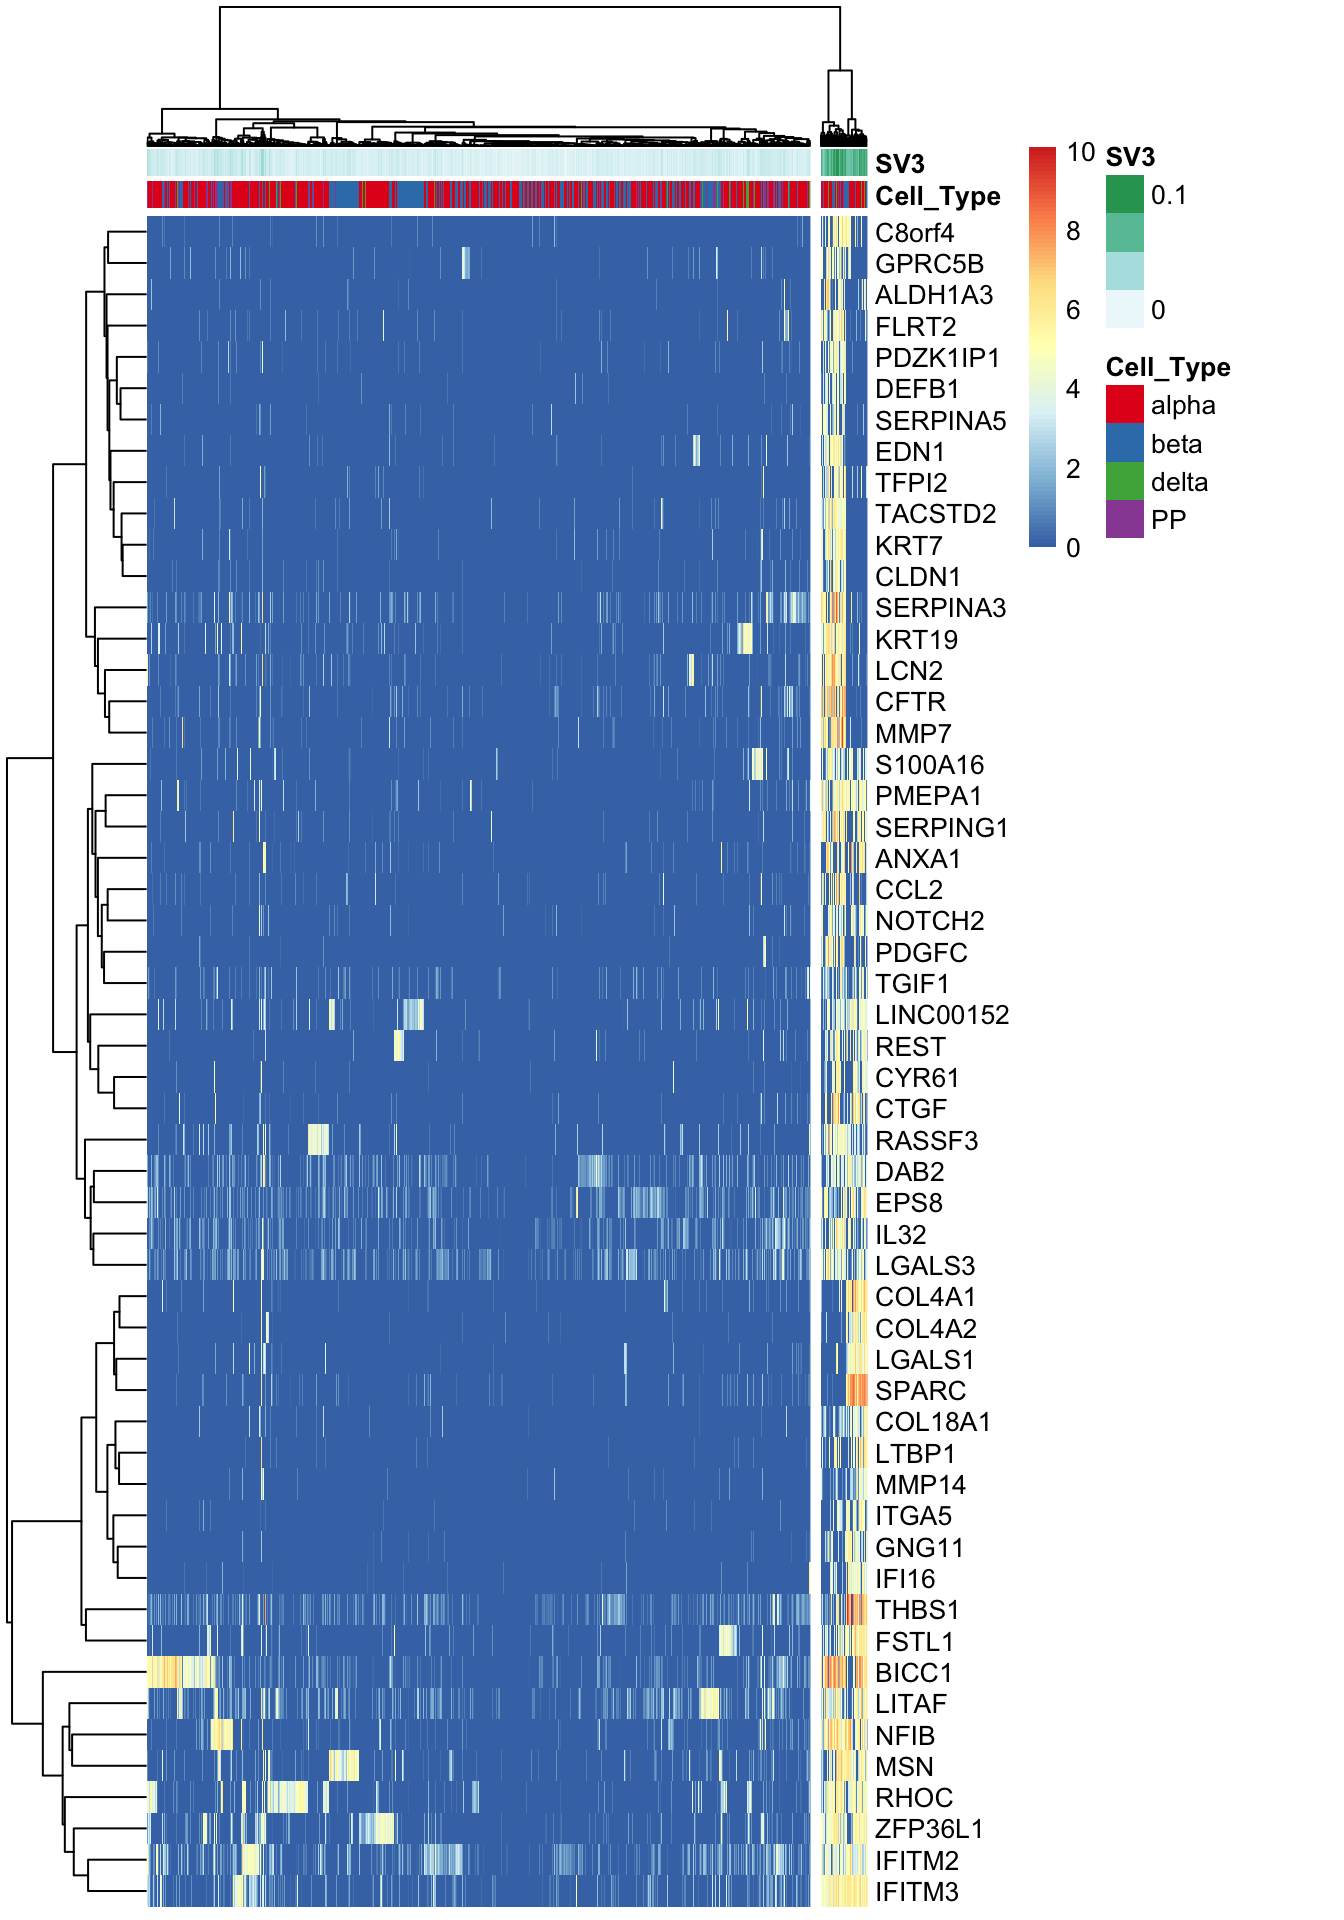 SV3
Cell_Type
C8orf4
GPRC5B
ALDH1A3
FLRT2
PDZK1IP1
DEFB1
SERPINA5
EDN1
TFPI2
TACSTD2
KRT7
CLDN1
SERPINA3
KRT19
LCN2
CFTR
MMP7
S100A16
PMEPA1
SERPING1
ANXA1
CCL2
NOTCH2
PDGFC
TGIF1
LINC00152
REST
CYR61
CTGF
RASSF3
DAB2
EPS8
IL32
LGALS3
COL4A1
COL4A2
LGALS1
SPARC
COL18A1
LTBP1
MMP14
ITGA5
GNG11
IFI16
THBS1
FSTL1
BICC1
LITAF
NFIB
MSN
RHOC
ZFP36L1
IFITM2
IFITM3
10
8
6
4
2
0
SV3
0.1
0
Cell_Type
alpha
beta
delta
PP